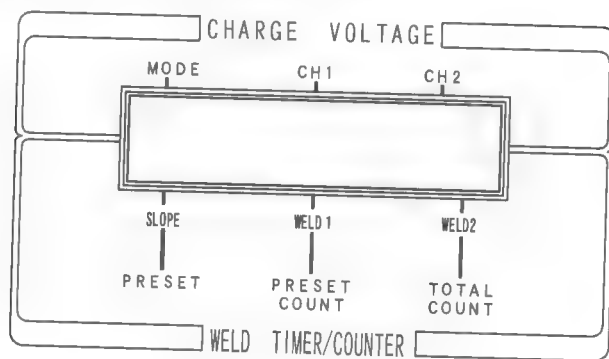 CHARGE VOLTAGE
MODE CH1 CH2
SLOPE WELD1 WELD2
PRESET PRESET COUNT TOTAL COUNT
WELD TIMER/COUNTER